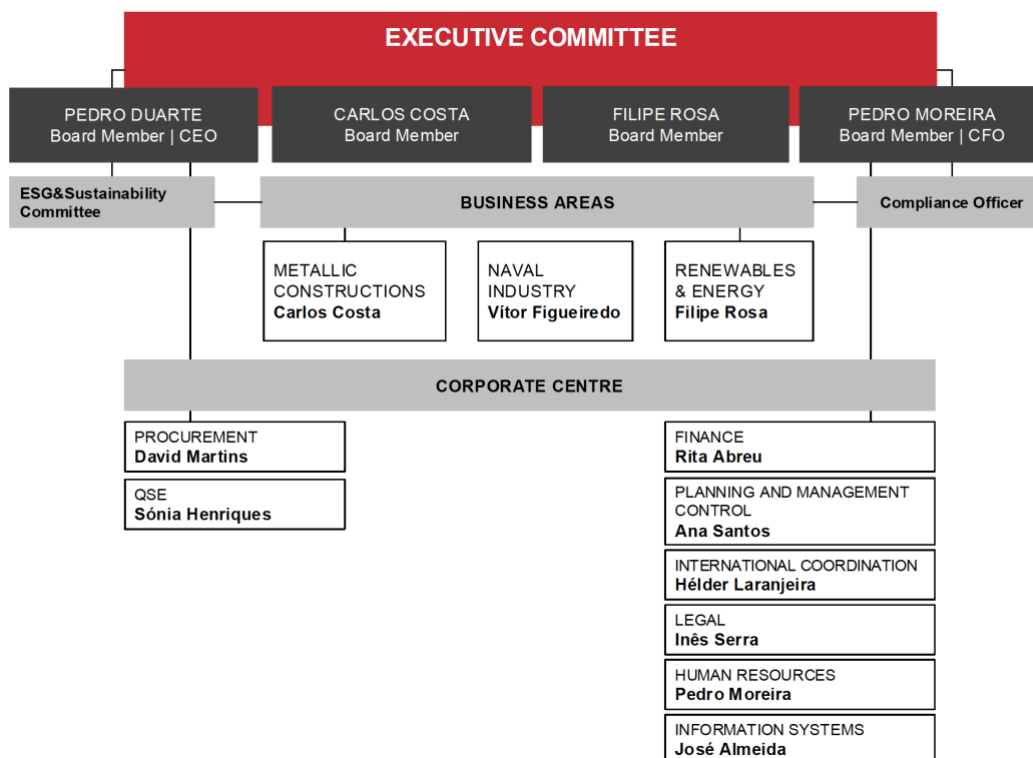 EXECUTIVE COMMITTEE
PEDRO DUARTE
Board Member | CEO
CARLOS COSTA
Board Member
FILIPE ROSA
Board Member
PEDRO MOREIRA
Board Member | CFO
ESG&Sustainability
Committee
BUSINESS AREAS
Compliance Officer
METALLIC
CONSTRUCTIONS
Carlos Costa
NAVAL
INDUSTRY
Vítor Figueiredo
RENEWABLES
& ENERGY
Filipe Rosa
CORPORATE CENTRE
PROCUREMENT
David Martins
QSE
Sónia Henriques
FINANCE
Rita Abreu
PLANNING AND MANAGEMENT
CONTROL
Ana Santos
INTERNATIONAL COORDINATION
Hélder Laranjeira
LEGAL
Inês Serra
HUMAN RESOURCES
Pedro Moreira
INFORMATION SYSTEMS
José Almeida